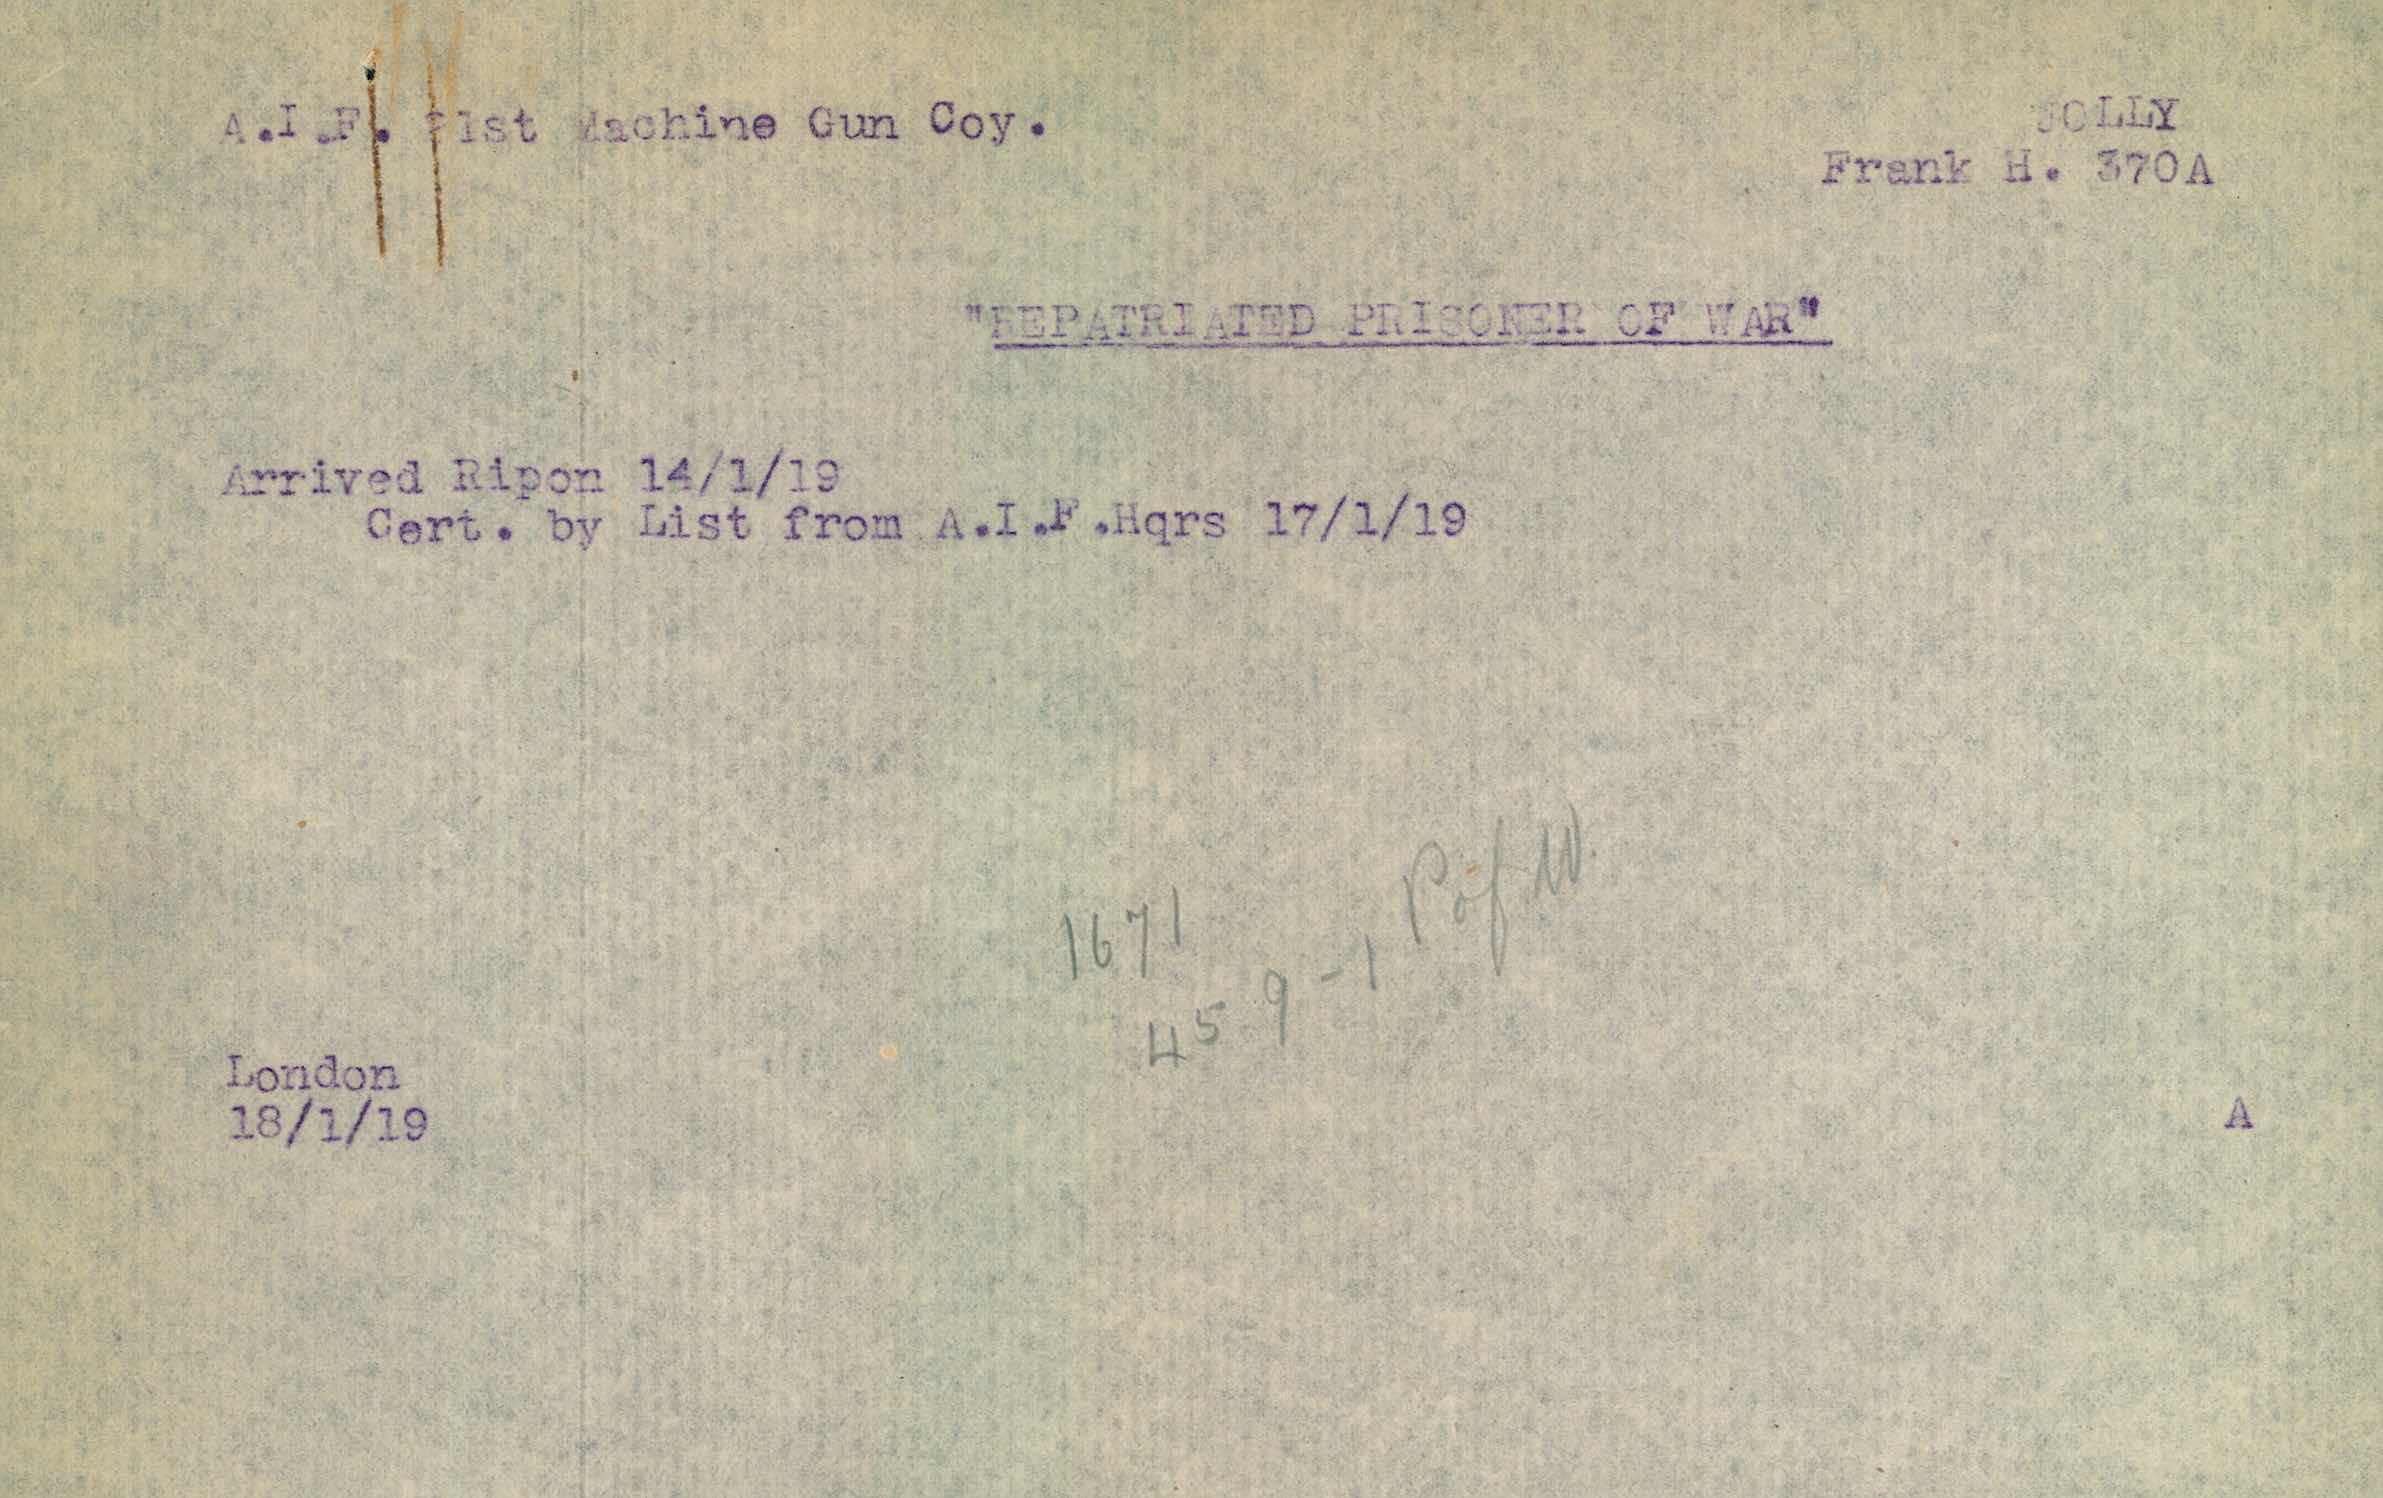 A.I.F. 21st Machine Gun Coy.
JOLLY
Frank H. 370A
"REPATRIATED PRISONER OF WAR"
Arrived Ripon 14/1/19
Cert. by List from A.I.F.Hqrs 17/1/19
1671
459-1 P of W.
London
18/1/19
A